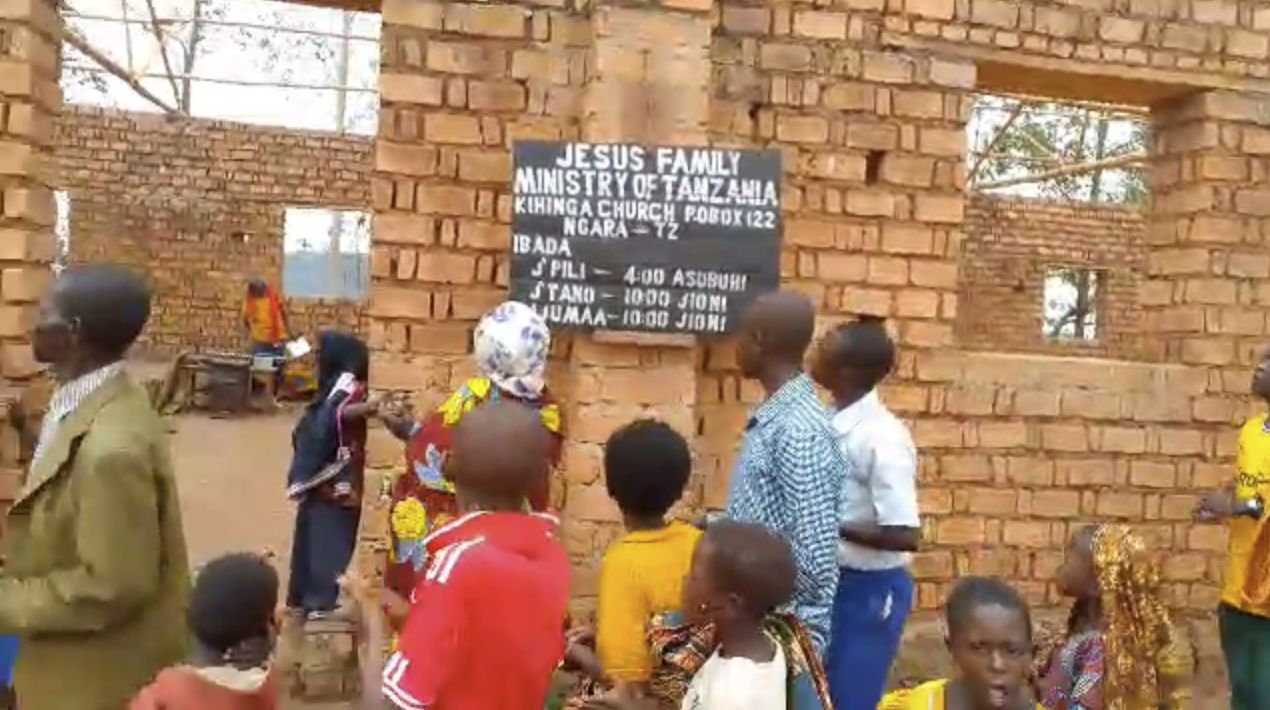 JESUS FAMILY
MINISTRY OF TANZANIA
KIHINGA CHURCH P.O BOX 122
NGARA - TZ
IBADA
J'PILI - 4:00 ASUBUHI
J'TANO - 10:00 JIONI
IJUMAA - 10:00 JIONI